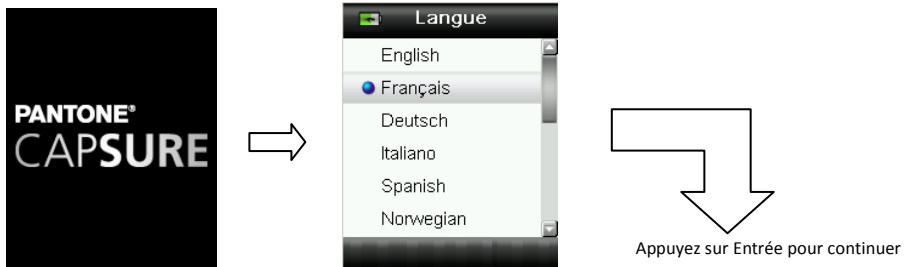 PANTONE®
CAPSURE
Langue
English
Français
Deutsch
Italiano
Spanish
Norwegian
Appuyez sur Entrée pour continuer